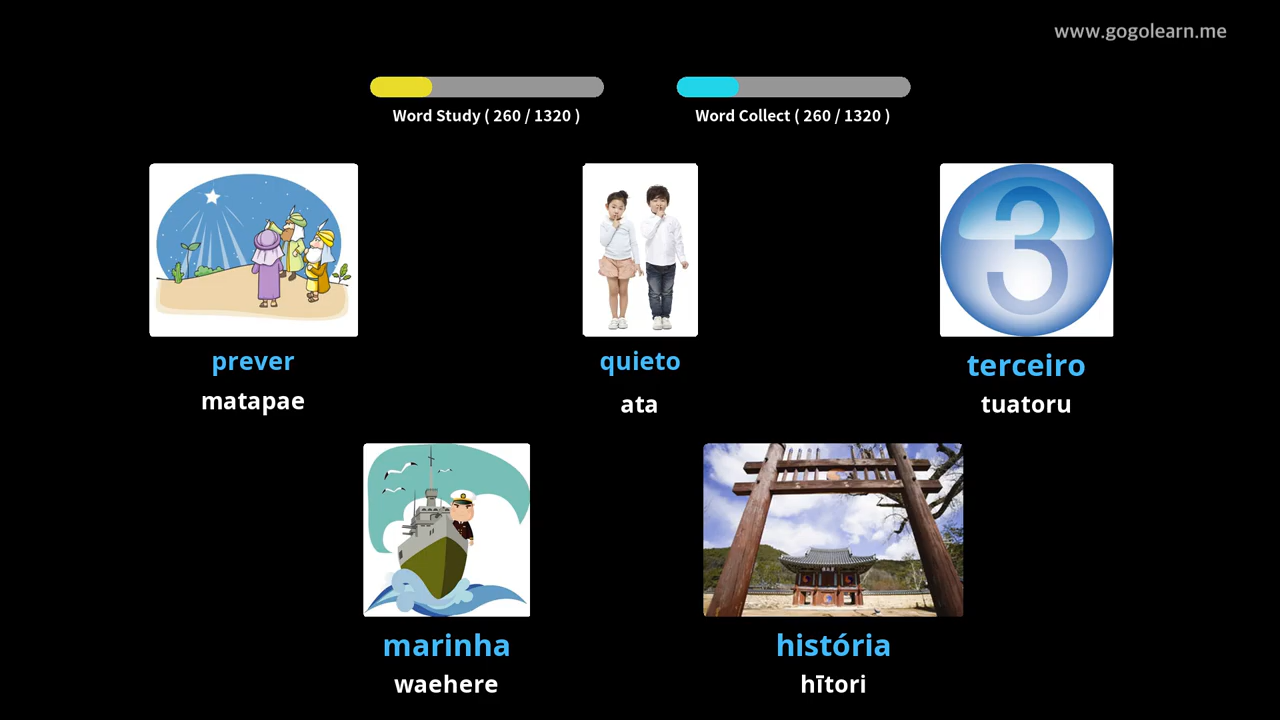 www.gogolearn.me
Word Study ( 260 / 1320 )
Word Collect ( 260 / 1320 )
3
prever
quieto
terceiro
matapae
ata
tuatoru
marinha
história
waehere
hītori